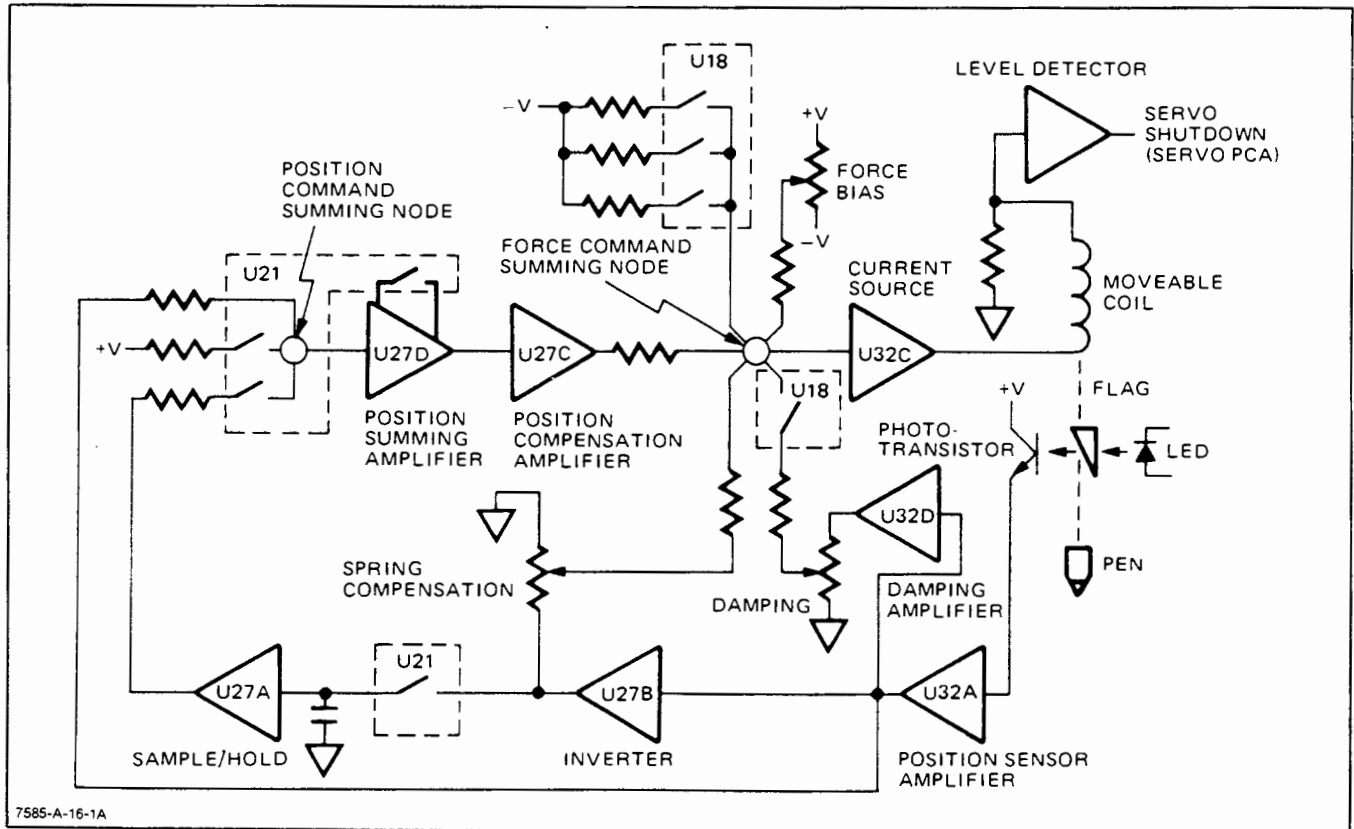 U18
LEVEL DETECTOR
−V
+V
SERVO
SHUTDOWN
(SERVO PCA)
POSITION
COMMAND
SUMMING NODE
FORCE
BIAS
−V
FORCE COMMAND
SUMMING NODE
U21
CURRENT
SOURCE
MOVEABLE
COIL
+V
U27D
U27C
U32C
U18
+V
FLAG
POSITION
SUMMING
AMPLIFIER
POSITION
COMPENSATION
AMPLIFIER
PHOTO-
TRANSISTOR
LED
U32D
SPRING
COMPENSATION
DAMPING
DAMPING
AMPLIFIER
PEN
U27A
U21
U27B
U32A
SAMPLE/HOLD
INVERTER
POSITION SENSOR
AMPLIFIER
7585-A-16-1A